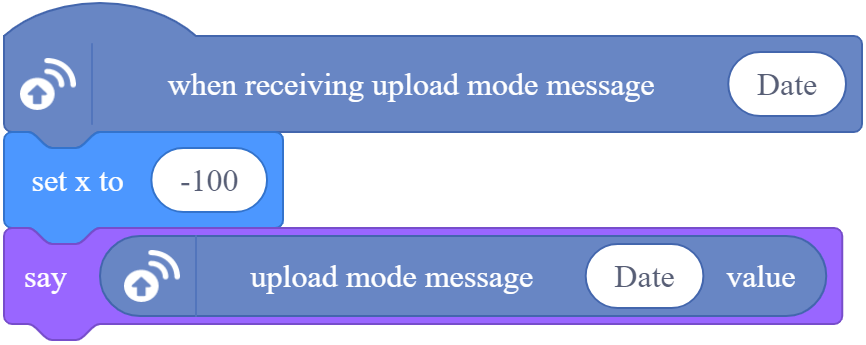 when receiving upload mode message Date
set x to -100
say upload mode message Date value